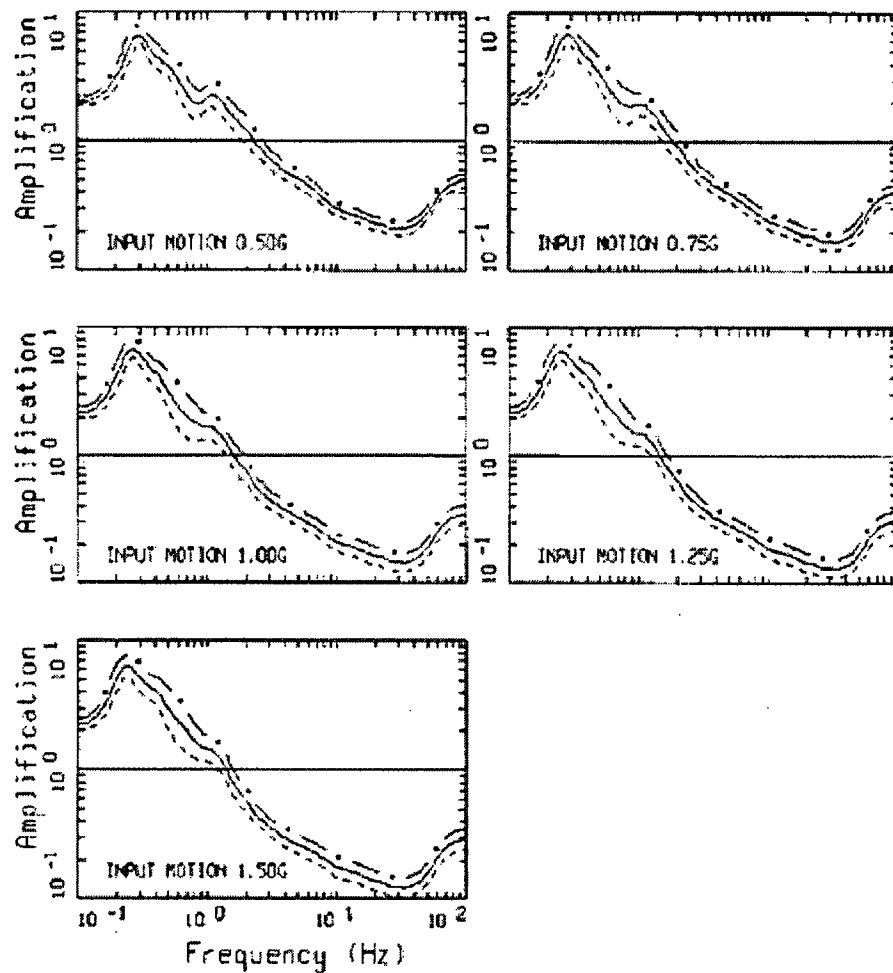 Amplification
10^1
10^0
10^-1
INPUT MOTION 0.50G
10^1
10^0
10^-1
INPUT MOTION 0.75G
Amplification
10^1
10^0
10^-1
INPUT MOTION 1.00G
10^1
10^0
10^-1
INPUT MOTION 1.25G
Amplification
10^1
10^0
10^-1
INPUT MOTION 1.50G
10^-1 10^0 10^1 10^2
Frequency (Hz)